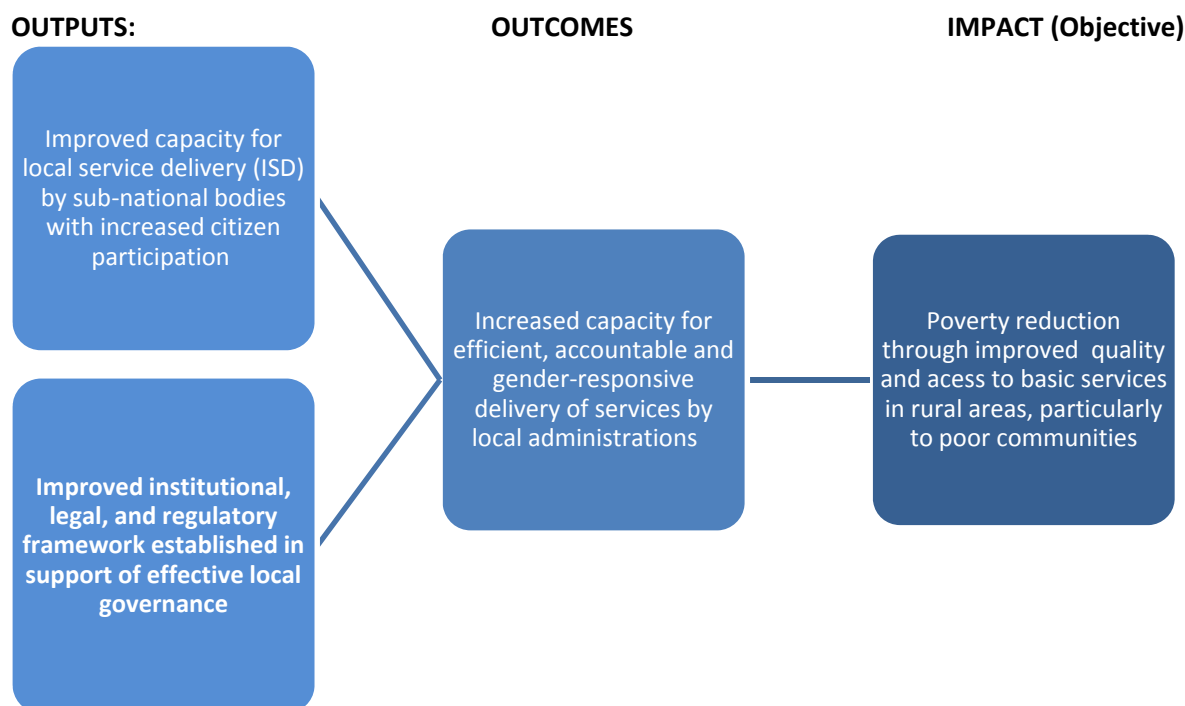 OUTPUTS: OUTCOMES IMPACT (Objective)
Improved capacity for
local service delivery (ISD)
by sub-national bodies
with increased citizen
participation
Improved institutional,
legal, and regulatory
framework established in
support of effective local
governance
Increased capacity for
efficient, accountable and
gender-responsive
delivery of services by
local administrations
Poverty reduction
through improved quality
and acess to basic services
in rural areas, particularly
to poor communities